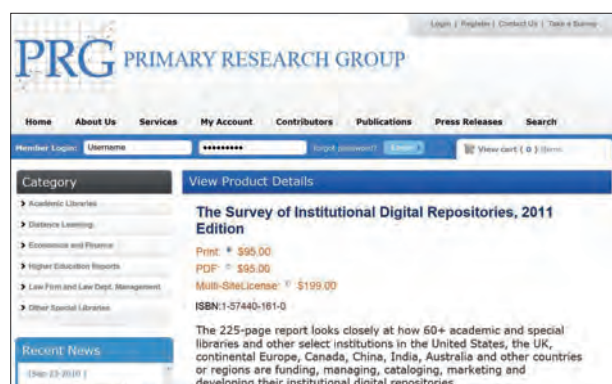 Login | Register | Contact Us | Take a Survey
PRG PRIMARY RESEARCH GROUP
Home About Us Services My Account Contributors Publications Press Releases Search
Member Login: Username ••••••••• forgot password? Login View cart ( 0 ) items
Category
Academic Libraries
Distance Learning
Economics and Finance
Higher Education Reports
Law Firm and Law Dept. Management
Other Special Libraries
Recent News
[Sep-23-2010 ]
View Product Details
The Survey of Institutional Digital Repositories, 2011
Edition
Print: $95.00
PDF: $95.00
Multi-SiteLicense: $199.00
ISBN:1-57440-161-0
The 225-page report looks closely at how 60+ academic and special
libraries and other select institutions in the United States, the UK,
continental Europe, Canada, China, India, Australia and other countries
or regions are funding, managing, cataloging, marketing and
developing their institutional digital repositories